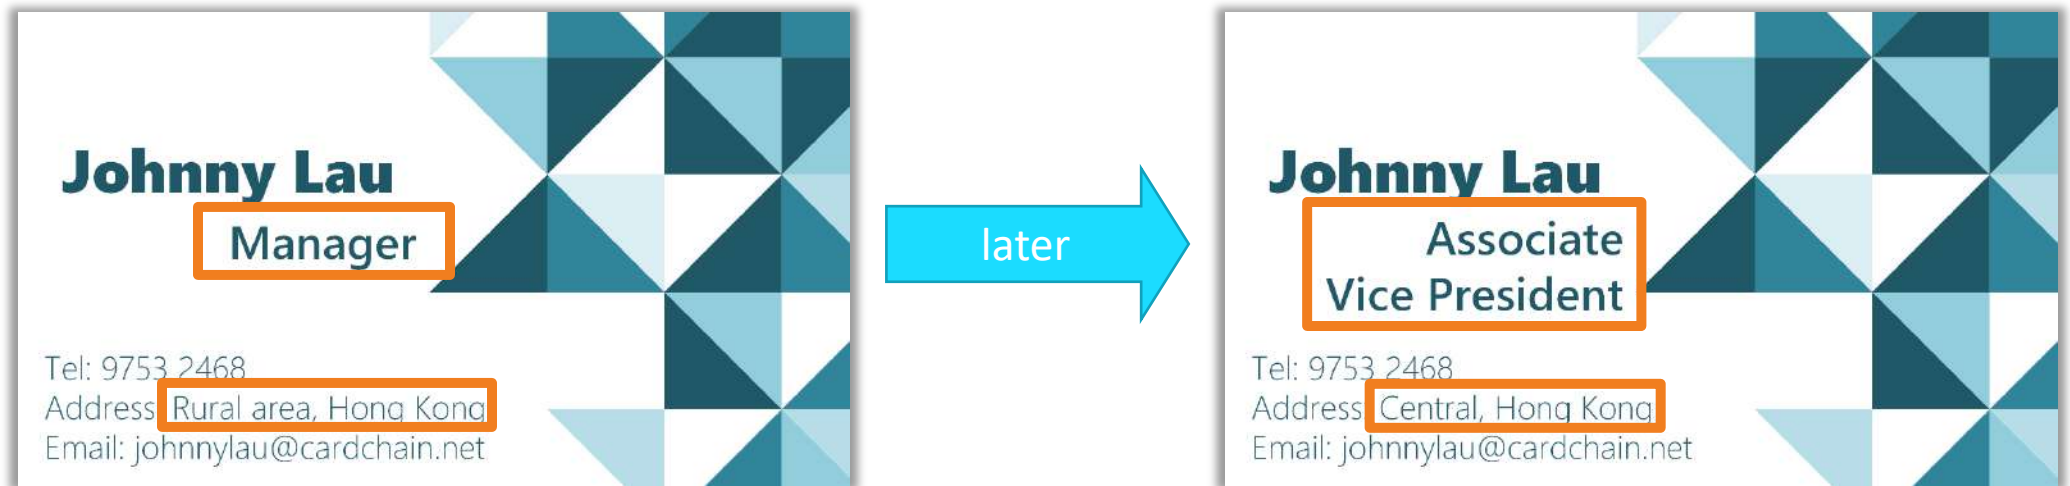 Johnny Lau
Manager
Tel: 9753 2468
Address: Rural area, Hong Kong
Email: johnnylau@cardchain.net
later
Johnny Lau
Associate
Vice President
Tel: 9753 2468
Address: Central, Hong Kong
Email: johnnylau@cardchain.net